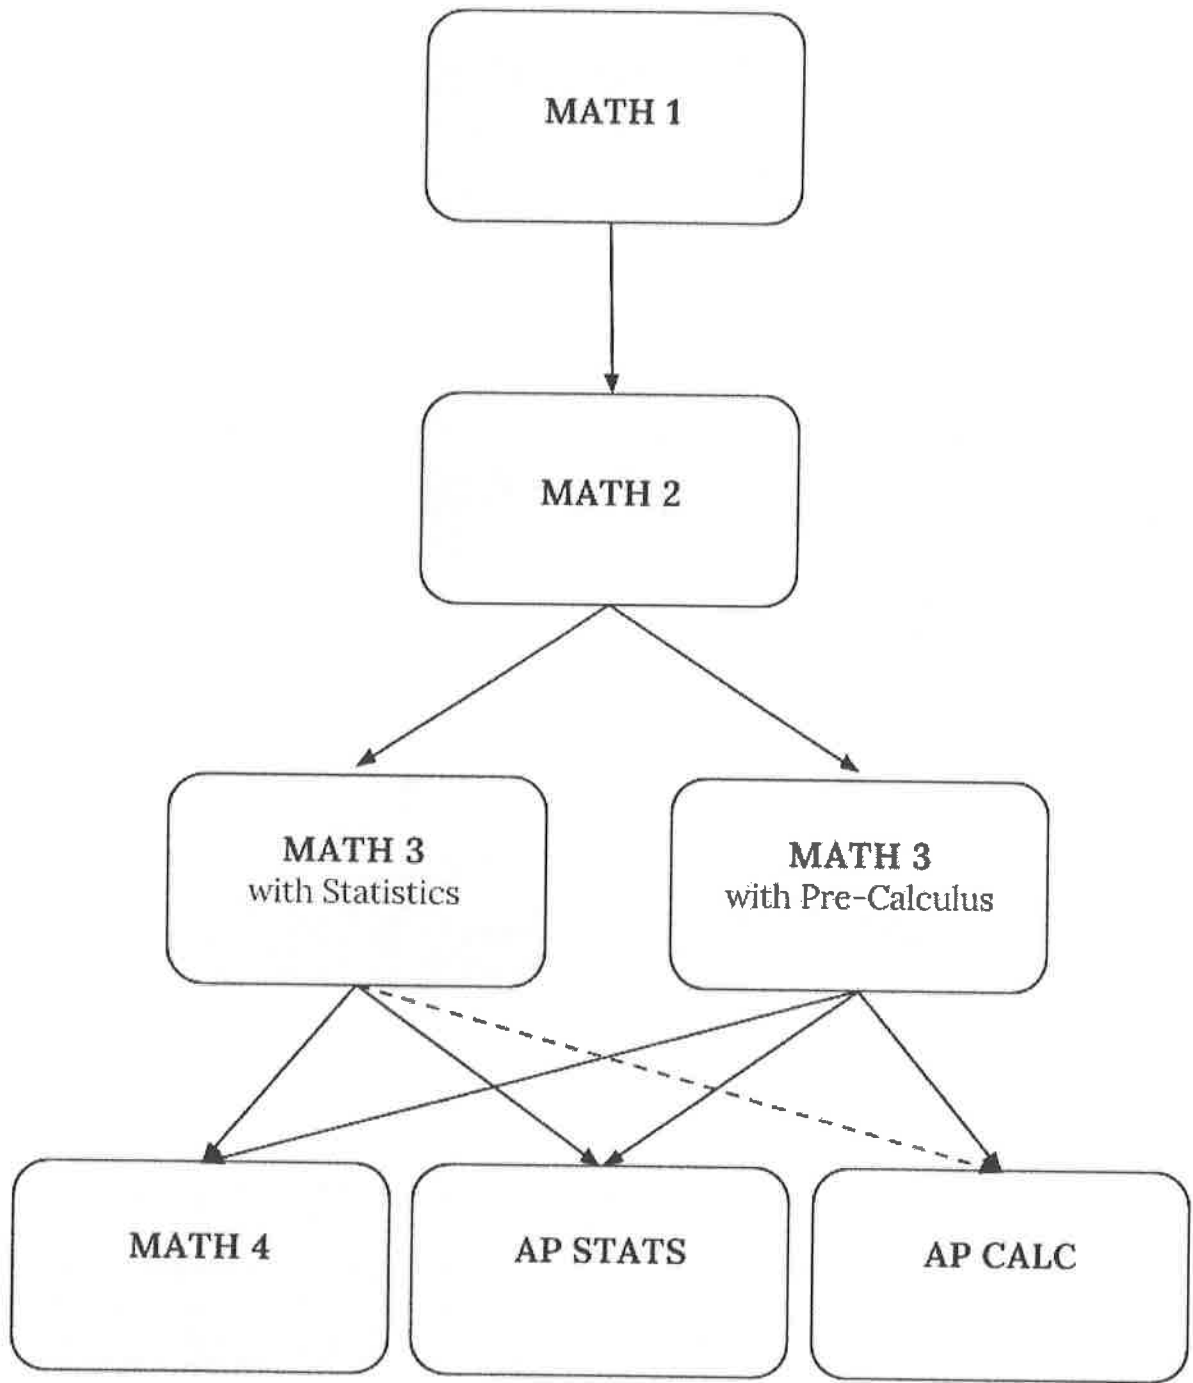 MATH 1
MATH 2
MATH 3
with Statistics
MATH 3
with Pre-Calculus
MATH 4
AP STATS
AP CALC